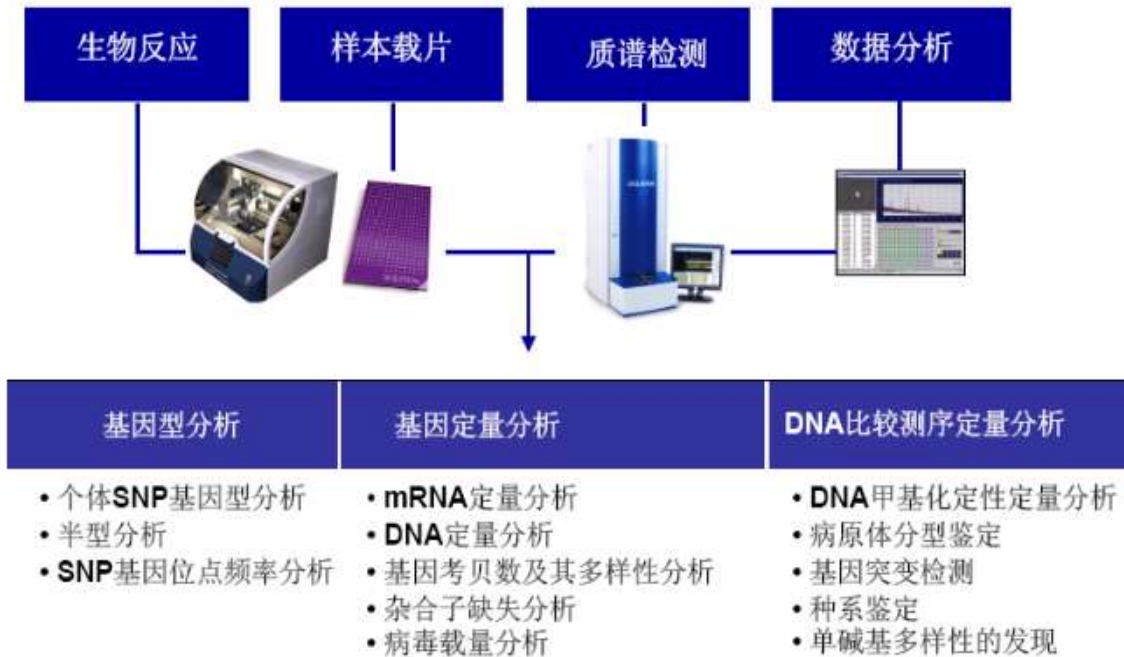 生物反应
样本载片
质谱检测
数据分析
基因型分析
• 个体SNP基因型分析
• 半型分析
• SNP基因位点频率分析
基因定量分析
• mRNA定量分析
• DNA定量分析
• 基因考贝数及其多样性分析
• 杂合子缺失分析
• 病毒载量分析
DNA比较测序定量分析
• DNA甲基化定性定量分析
• 病原体分型鉴定
• 基因突变检测
• 种系鉴定
• 单碱基多样性的发现